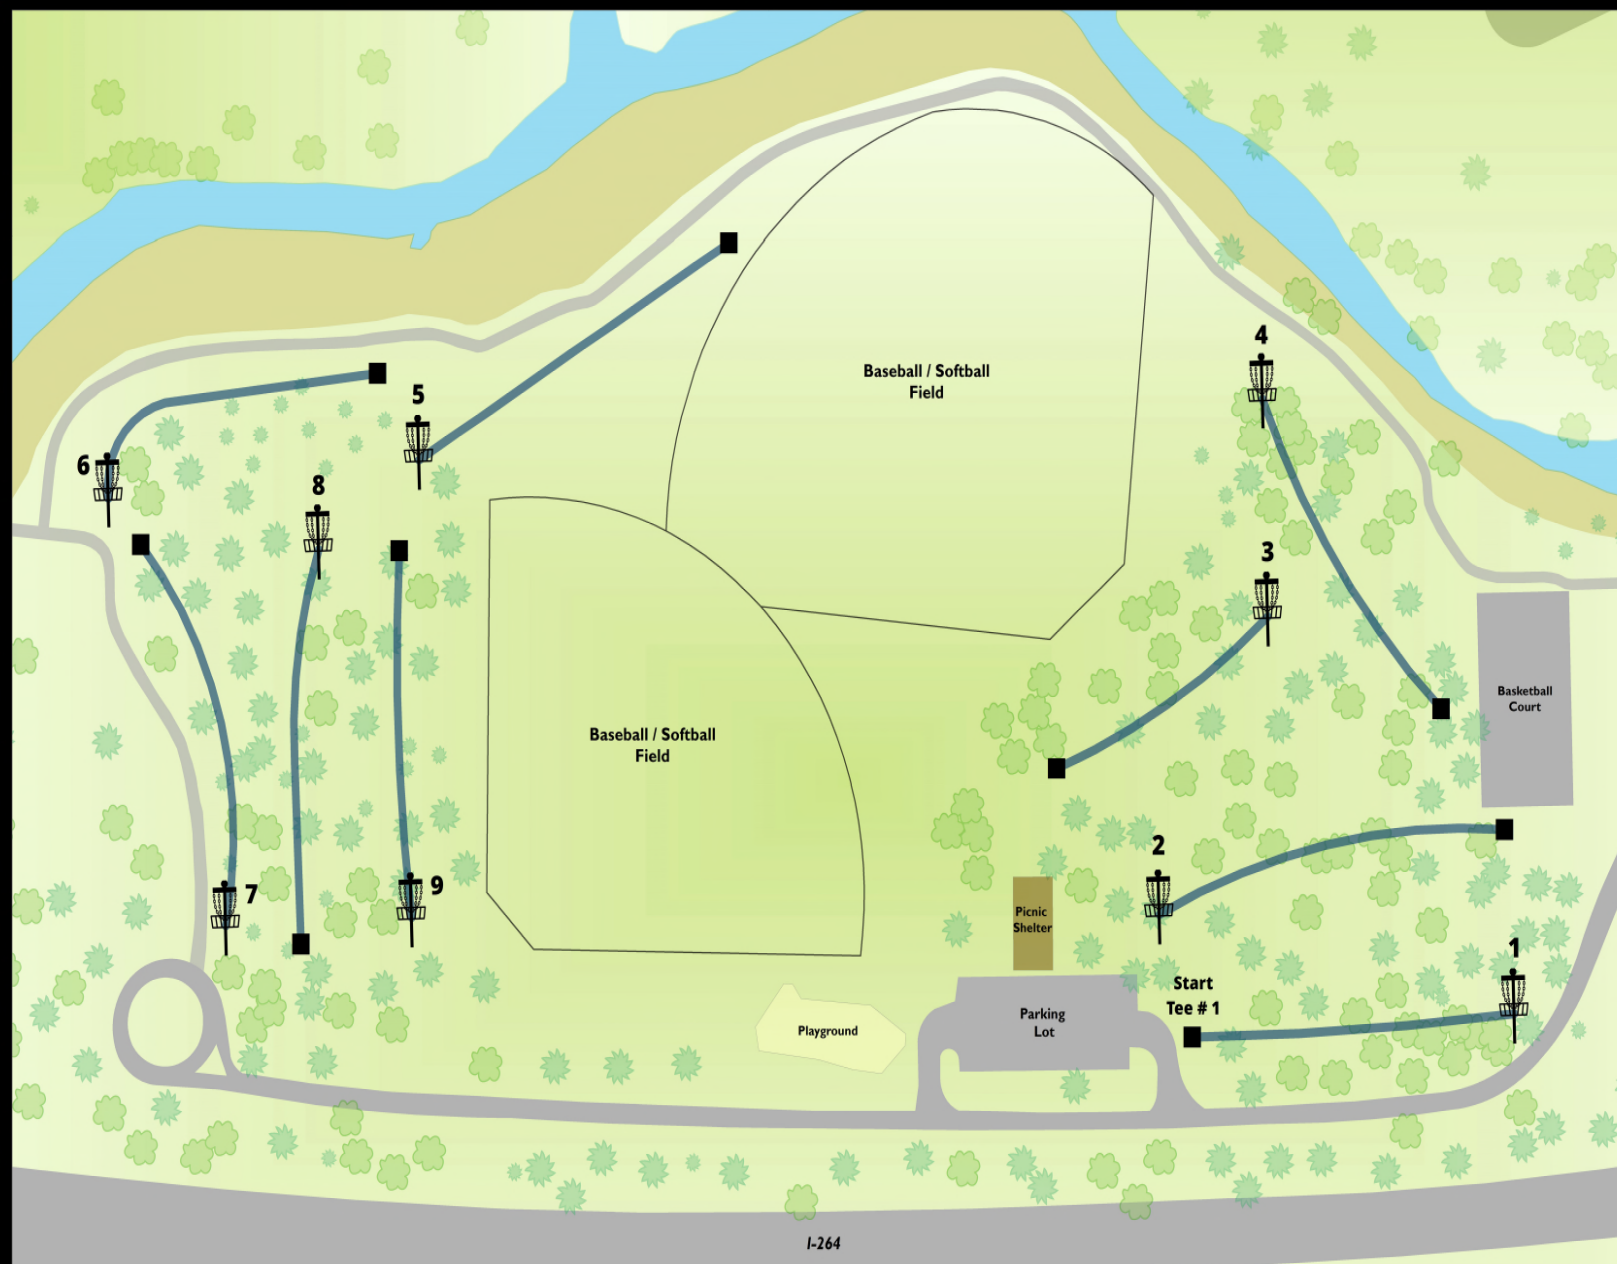 4
Baseball / Softball
Field
5
6
8
3
Basketball
Court
Baseball / Softball
Field
2
7
9
Picnic
Shelter
1
Start
Tee # 1
Parking
Lot
Playground
I-264